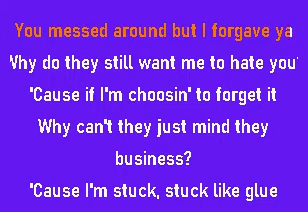 You messed around but I forgave ya
Why do they still want me to hate you
'Cause if I'm choosin' to forget it
Why can't they just mind they
business?
'Cause I'm stuck, stuck like glue